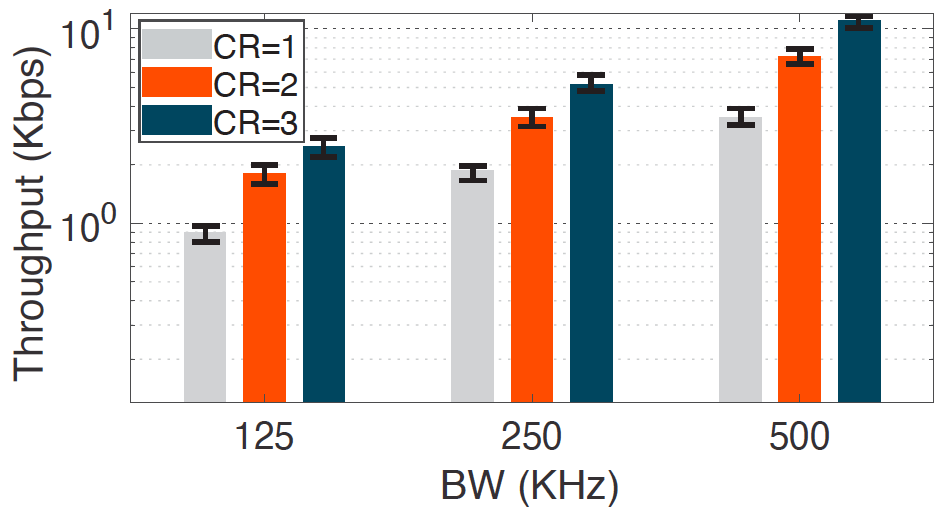 Throughput (Kbps)
10^1
10^0
CR=1
CR=2
CR=3
125 250 500
BW (KHz)